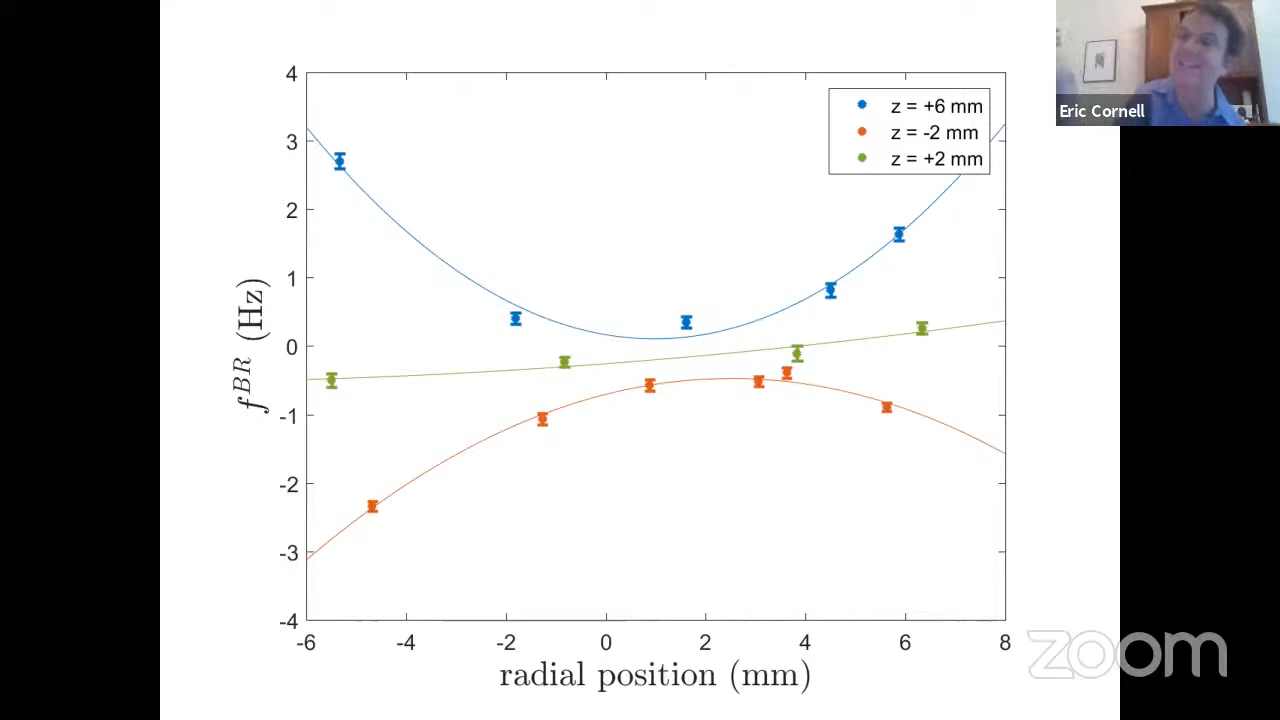 Eric Cornell
z = +6 mm
z = -2 mm
z = +2 mm
4
3
2
1
0
-1
-2
-3
-4
f^{BR} (Hz)
-6 -4 -2 0 2 4 6 8
radial position (mm)
zoom